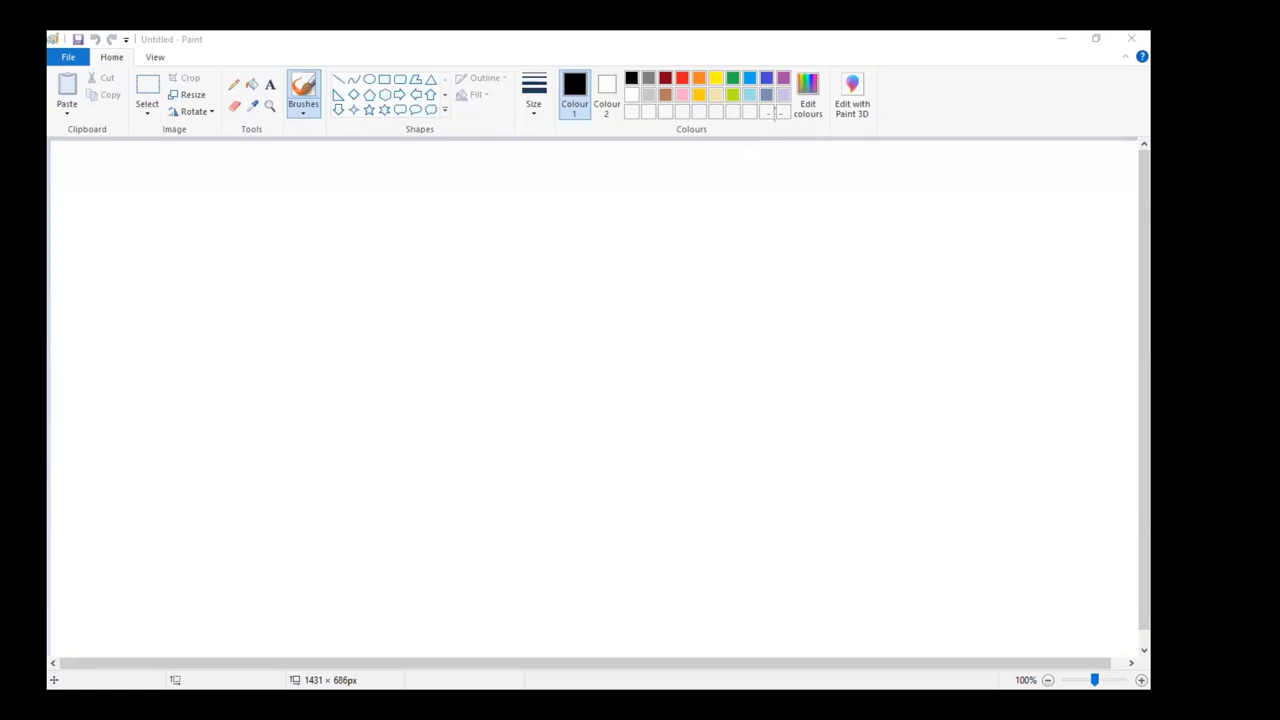 Untitled - Paint
File
Home
View
Paste
Cut
Copy
Clipboard
Select
Crop
Resize
Rotate
Image
A
Tools
Brushes
Shapes
Outline
Fill
Size
Colour
1
Colour
2
Colours
Edit
colours
Edit with
Paint 3D
?
1431 × 686px
100%